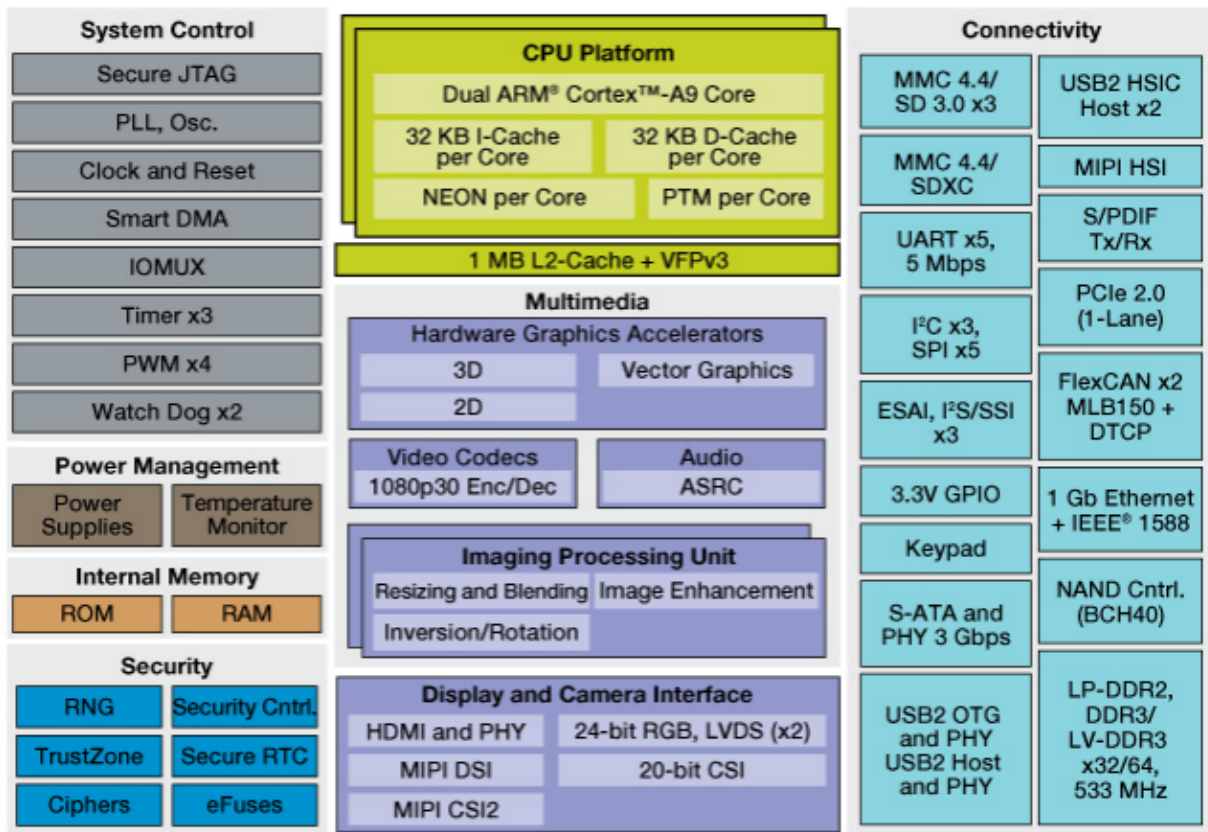 System Control
Secure JTAG
PLL, Osc.
Clock and Reset
Smart DMA
IOMUX
Timer x3
PWM x4
Watch Dog x2
Power Management
Power
Supplies
Temperature
Monitor
Internal Memory
ROM
RAM
Security
RNG
Security Cntrl.
TrustZone
Secure RTC
Ciphers
eFuses
CPU Platform
Dual ARM® Cortex™-A9 Core
32 KB I-Cache
per Core
32 KB D-Cache
per Core
NEON per Core
PTM per Core
1 MB L2-Cache + VFPv3
Multimedia
Hardware Graphics Accelerators
3D
Vector Graphics
2D
Video Codecs
1080p30 Enc/Dec
Audio
ASRC
Imaging Processing Unit
Resizing and Blending
Image Enhancement
Inversion/Rotation
Display and Camera Interface
HDMI and PHY
24-bit RGB, LVDS (x2)
MIPI DSI
20-bit CSI
MIPI CSI2
Connectivity
MMC 4.4/
SD 3.0 x3
MMC 4.4/
SDXC
UART x5,
5 Mbps
I²C x3,
SPI x5
ESAI, I²S/SSI
x3
3.3V GPIO
Keypad
S-ATA and
PHY 3 Gbps
USB2 OTG
and PHY
USB2 Host
and PHY
USB2 HSIC
Host x2
MIPI HSI
S/PDIF
Tx/Rx
PCIe 2.0
(1-Lane)
FlexCAN x2
MLB150 +
DTCP
1 Gb Ethernet
+ IEEE® 1588
NAND Cntrl.
(BCH40)
LP-DDR2,
DDR3/
LV-DDR3
x32/64,
533 MHz